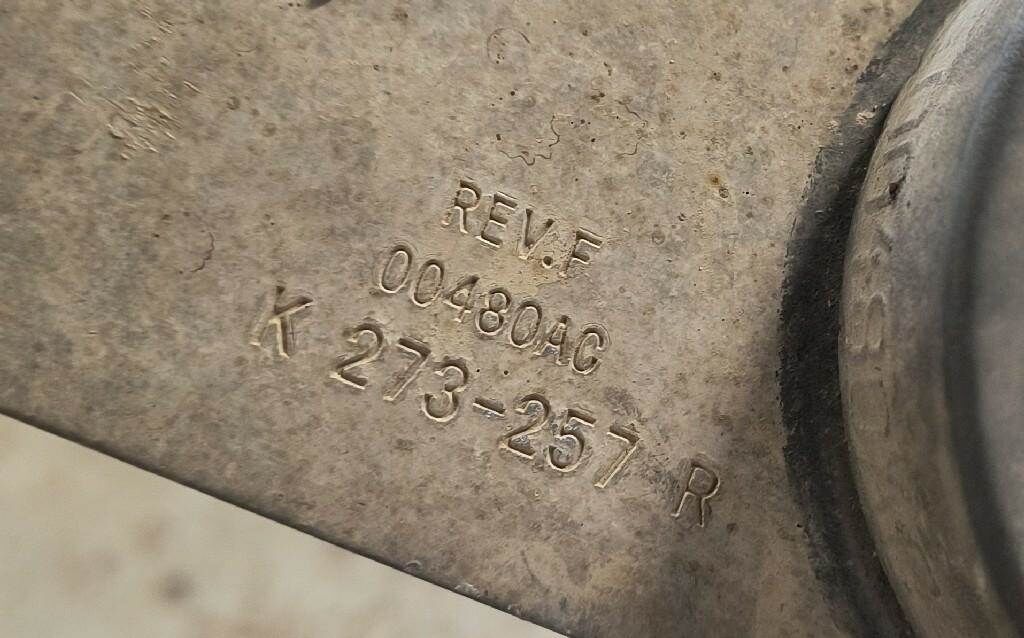 REV.F
00480AC
K 273-257 R